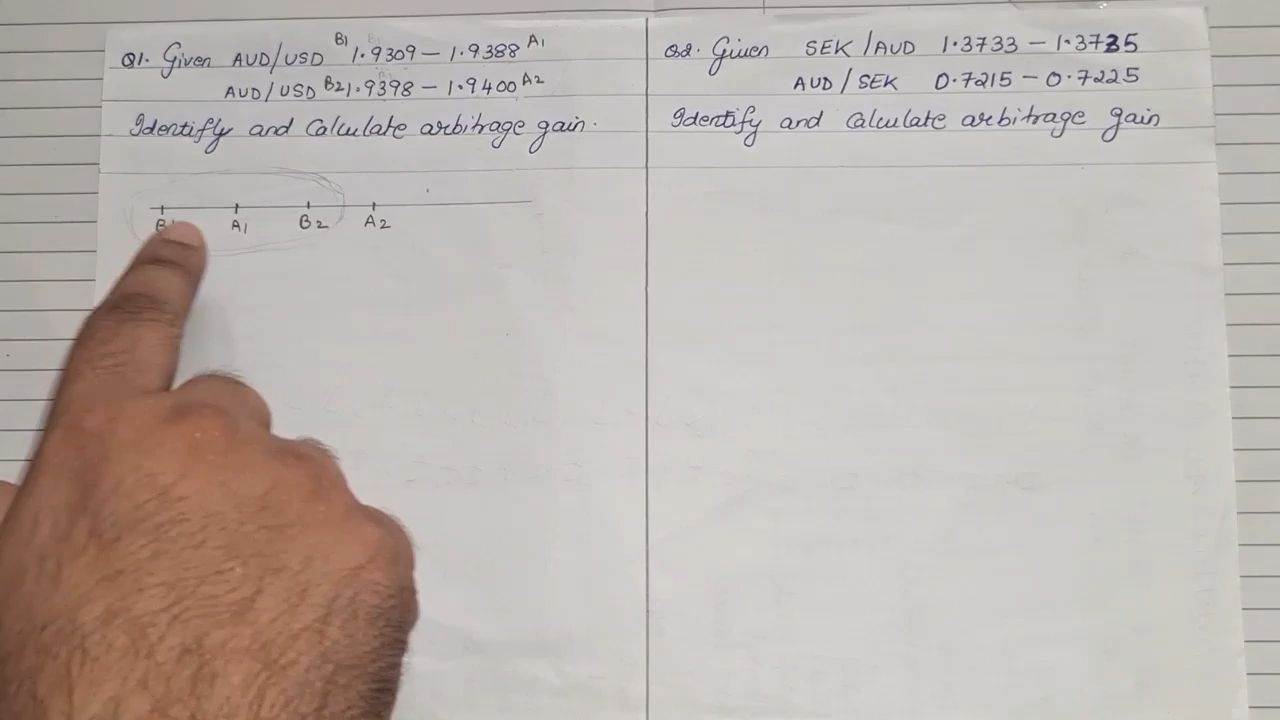 Q1. Given AUD/USD B1 1.9309 - 1.9388 A1
AUD/USD B2 1.9398 - 1.9400 A2
Identifly and Calculate arbitrage gain.
B1 A1 B2 A2
Q2. Given SEK/AUD 1.3733 - 1.3735
AUD/SEK 0.7215 - 0.7225
Identify and Calculate arbitrage gain